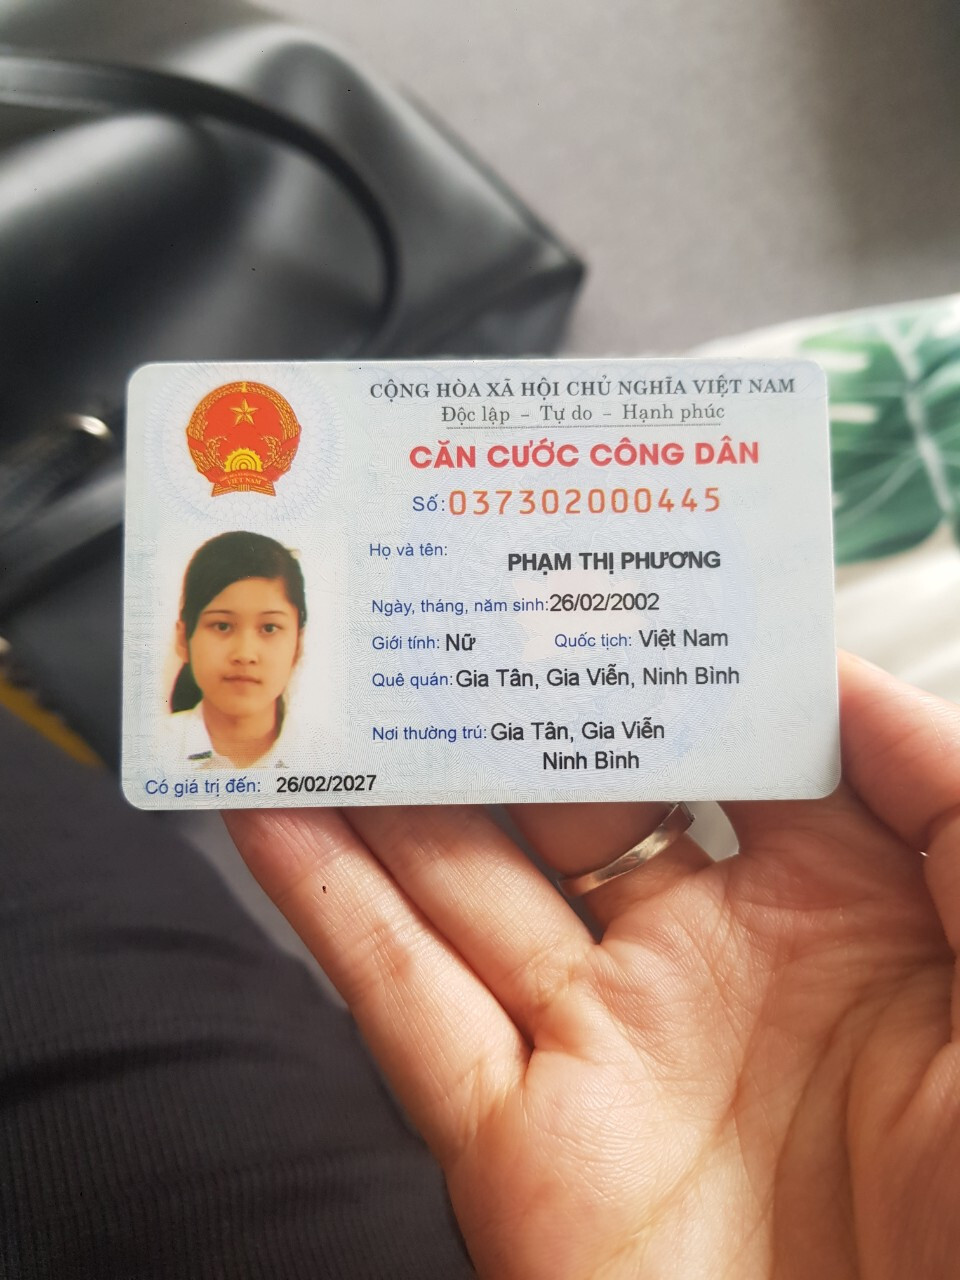 CỘNG HÒA XÃ HỘI CHỦ NGHĨA VIỆT NAM
Độc lập - Tự do - Hạnh phúc
CĂN CƯỚC CÔNG DÂN
Số: 037302000445
Họ và tên: PHẠM THỊ PHƯƠNG
Ngày, tháng, năm sinh: 26/02/2002
Giới tính: Nữ Quốc tịch: Việt Nam
Quê quán: Gia Tân, Gia Viễn, Ninh Bình
Nơi thường trú: Gia Tân, Gia Viễn
Ninh Bình
Có giá trị đến: 26/02/2027
VIỆT NAM